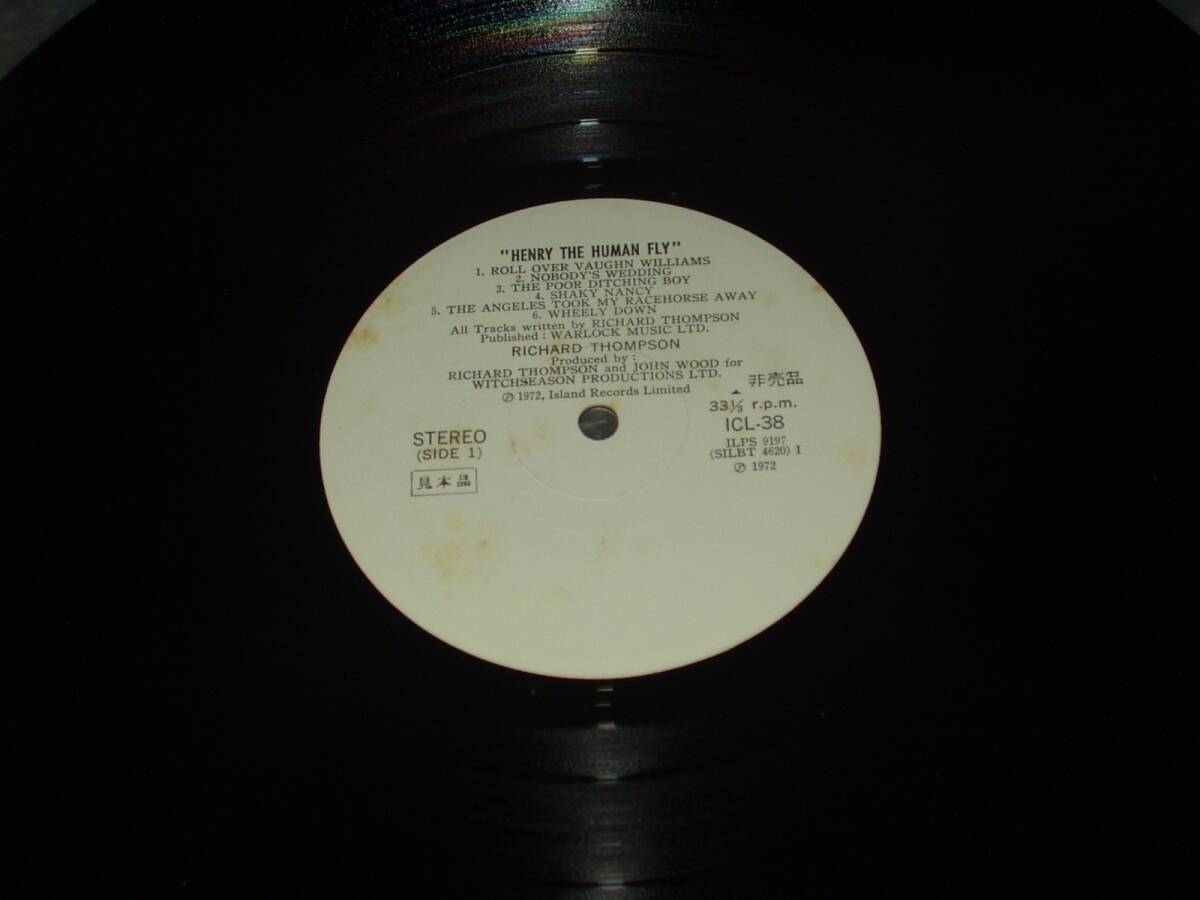 "HENRY THE HUMAN FLY"
1. ROLL OVER VAUGHN WILLIAMS
2. NOBODY'S WEDDING
3. THE POOR DITCHING BOY
4. SHAKY NANCY
5. THE ANGELES TOOK MY RACEHORSE AWAY
6. WHEELY DOWN
All Tracks written by RICHARD THOMPSON
Published : WARLOCK MUSIC LTD.
RICHARD THOMPSON
Produced by :
RICHARD THOMPSON and JOHN WOOD for
WITCHSEASON PRODUCTIONS LTD.
℗ 1972, Island Records Limited
非売品
33⅓ r.p.m.
ICL-38
ILPS 9197
(SILBT 4620) I
℗ 1972
STEREO
(SIDE 1)
見本品